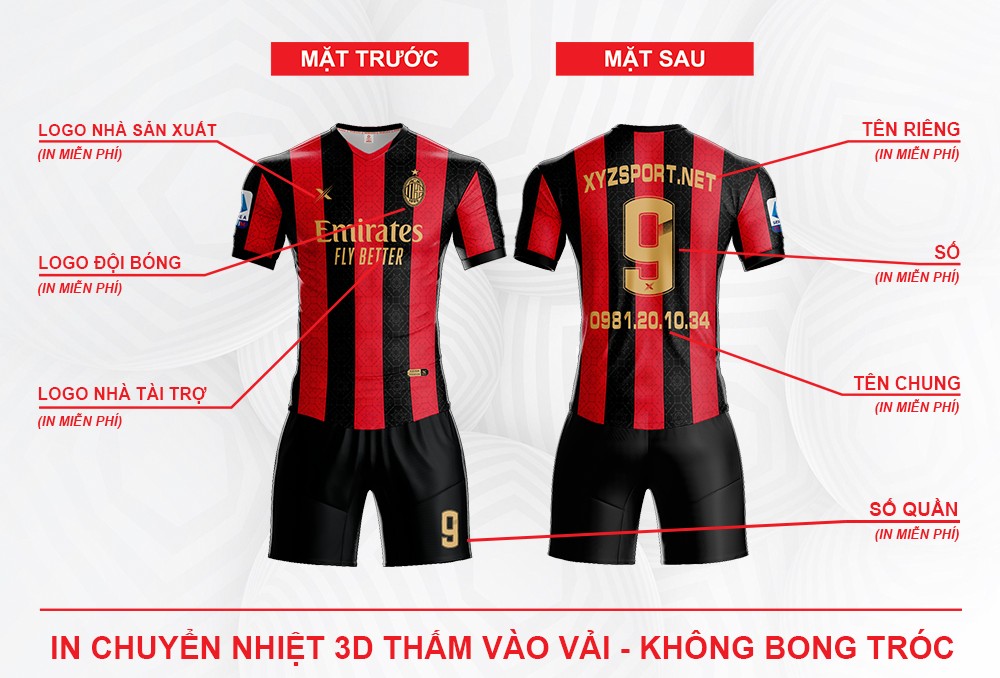 MẶT TRƯỚC
MẶT SAU
LOGO NHÀ SẢN XUẤT
(IN MIỄN PHÍ)
LOGO ĐỘI BÓNG
(IN MIỄN PHÍ)
LOGO NHÀ TÀI TRỢ
(IN MIỄN PHÍ)
Emirates
FLY BETTER
9
TÊN RIÊNG
(IN MIỄN PHÍ)
SỐ
(IN MIỄN PHÍ)
TÊN CHUNG
(IN MIỄN PHÍ)
SỐ QUẦN
(IN MIỄN PHÍ)
XYZSPORT.NET
9
0981.20.10.34
IN CHUYỂN NHIỆT 3D THẤM VÀO VẢI - KHÔNG BONG TRÓC